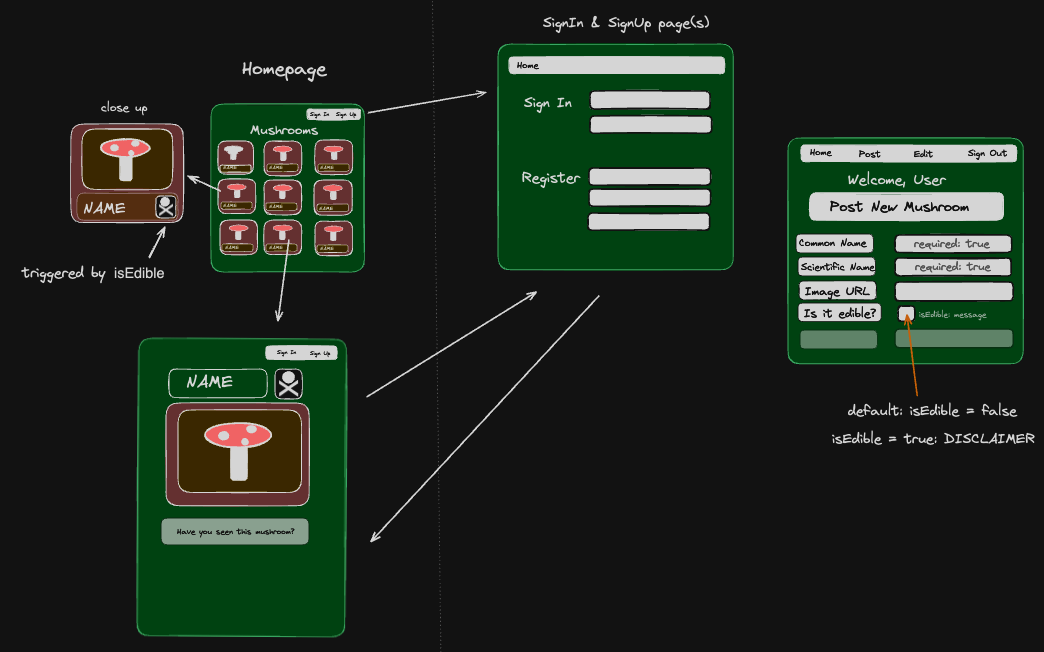 SignIn & SignUp page(s)
Homepage
close up
Sign In Sign Up
Mushrooms
NAME NAME NAME
NAME NAME NAME
NAME NAME NAME
NAME
triggered by isEdible
Home
Sign In
Register
Sign In Sign Up
NAME
Have you seen this mushroom?
Home Post Edit Sign Out
Welcome, User
Post New Mushroom
Common Name required: true
Scientific Name required: true
Image URL
Is it edible? isEdible: message
default: isEdible = false
isEdible = true: DISCLAIMER